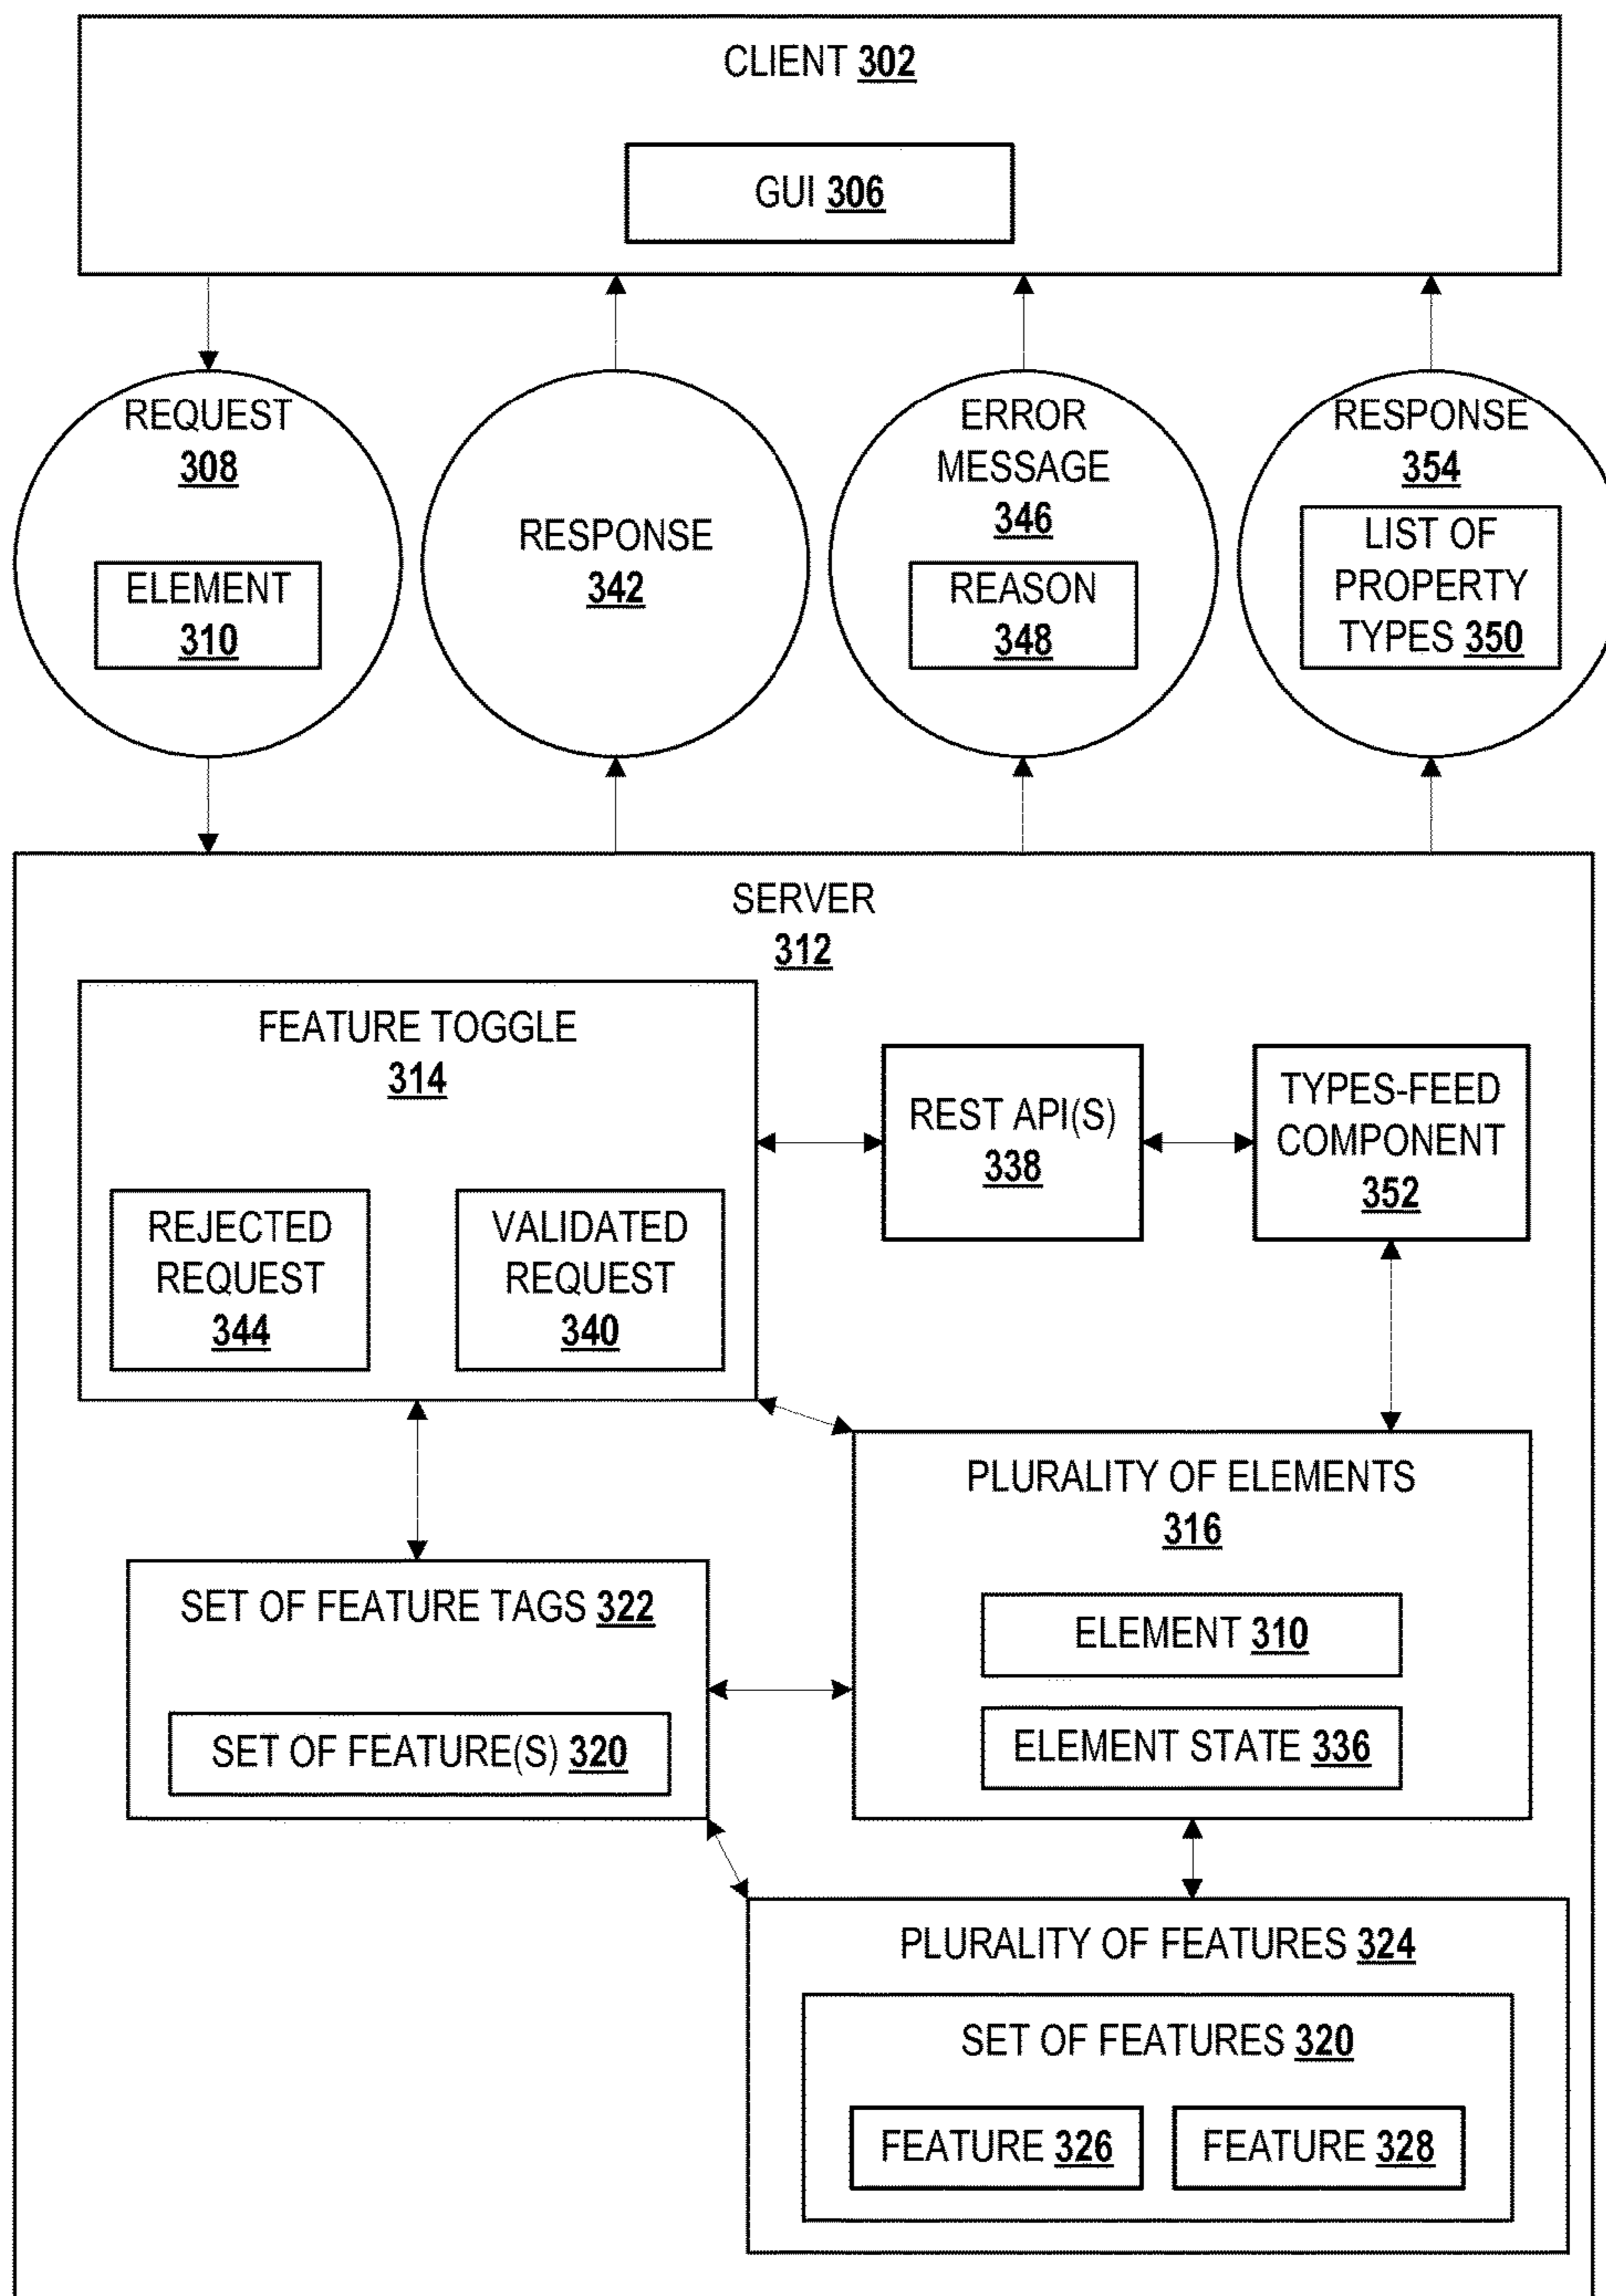 CLIENT 302
GUI 306
REQUEST
308
ELEMENT
310
RESPONSE
342
ERROR
MESSAGE
346
REASON
348
RESPONSE
354
LIST OF
PROPERTY
TYPES 350
SERVER
312
FEATURE TOGGLE
314
REJECTED
REQUEST
344
VALIDATED
REQUEST
340
REST API(S)
338
TYPES-FEED
COMPONENT
352
PLURALITY OF ELEMENTS
316
ELEMENT 310
ELEMENT STATE 336
SET OF FEATURE TAGS 322
SET OF FEATURE(S) 320
PLURALITY OF FEATURES 324
SET OF FEATURES 320
FEATURE 326
FEATURE 328